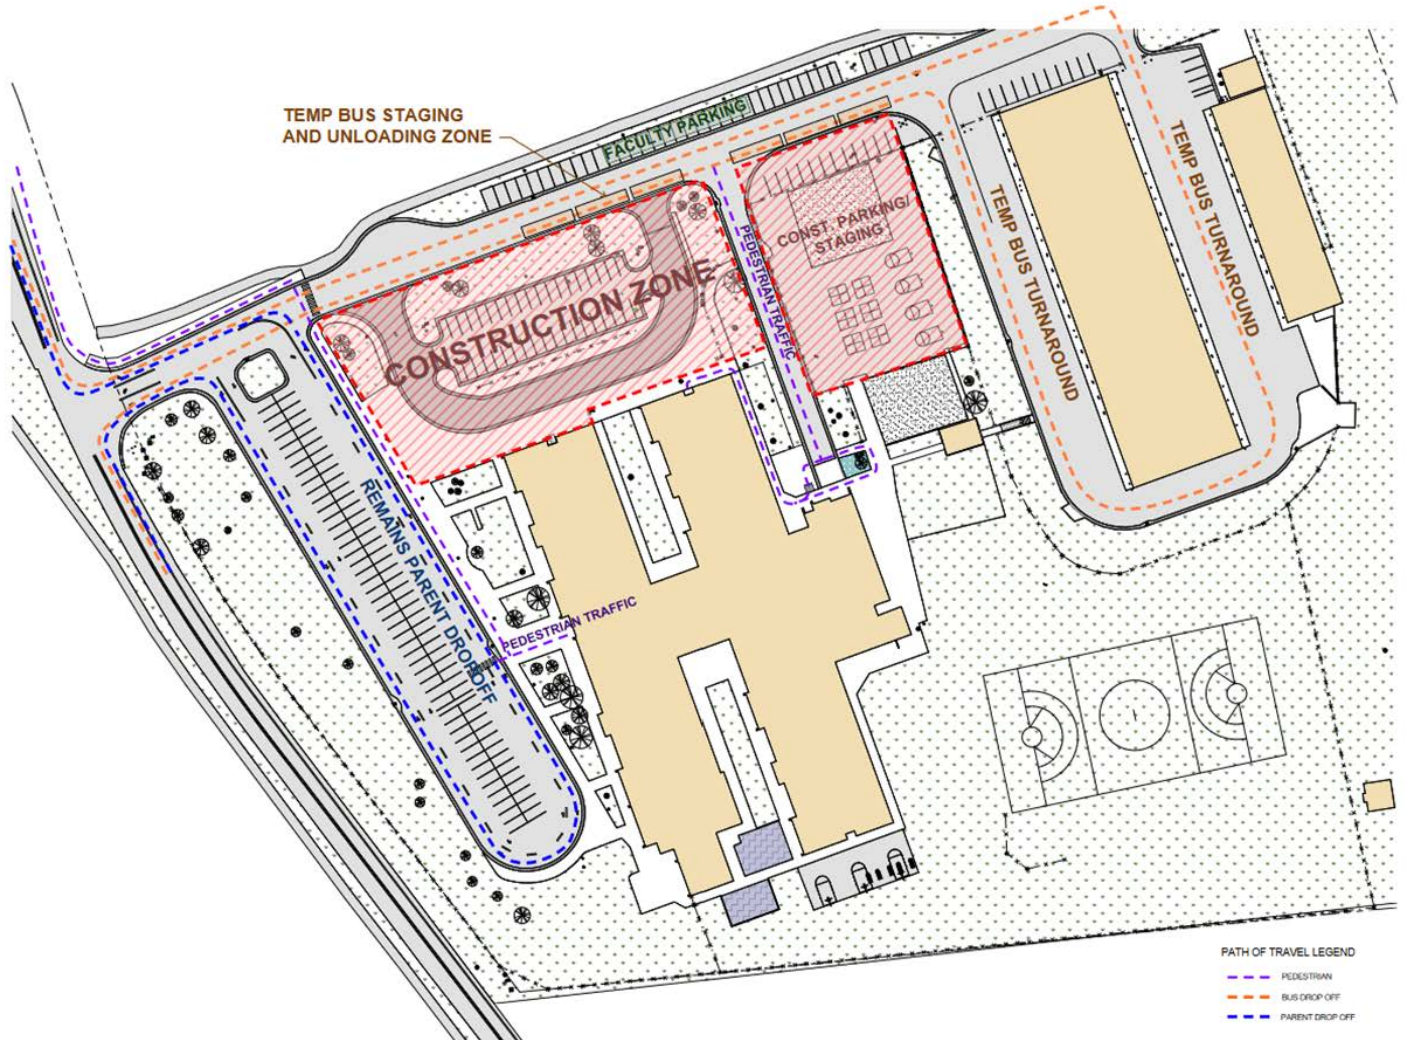 TEMP BUS STAGING
AND UNLOADING ZONE
FACULTY PARKING
TEMP BUS TURNAROUND
TEMP BUS TURNAROUND
CONST. PARKING/
STAGING
PEDESTRIAN TRAFFIC
CONSTRUCTION ZONE
REMAINS PARENT DROPOFF
PEDESTRIAN TRAFFIC
PATH OF TRAVEL LEGEND
PEDESTRIAN
BUS DROP OFF
PARENT DROP OFF